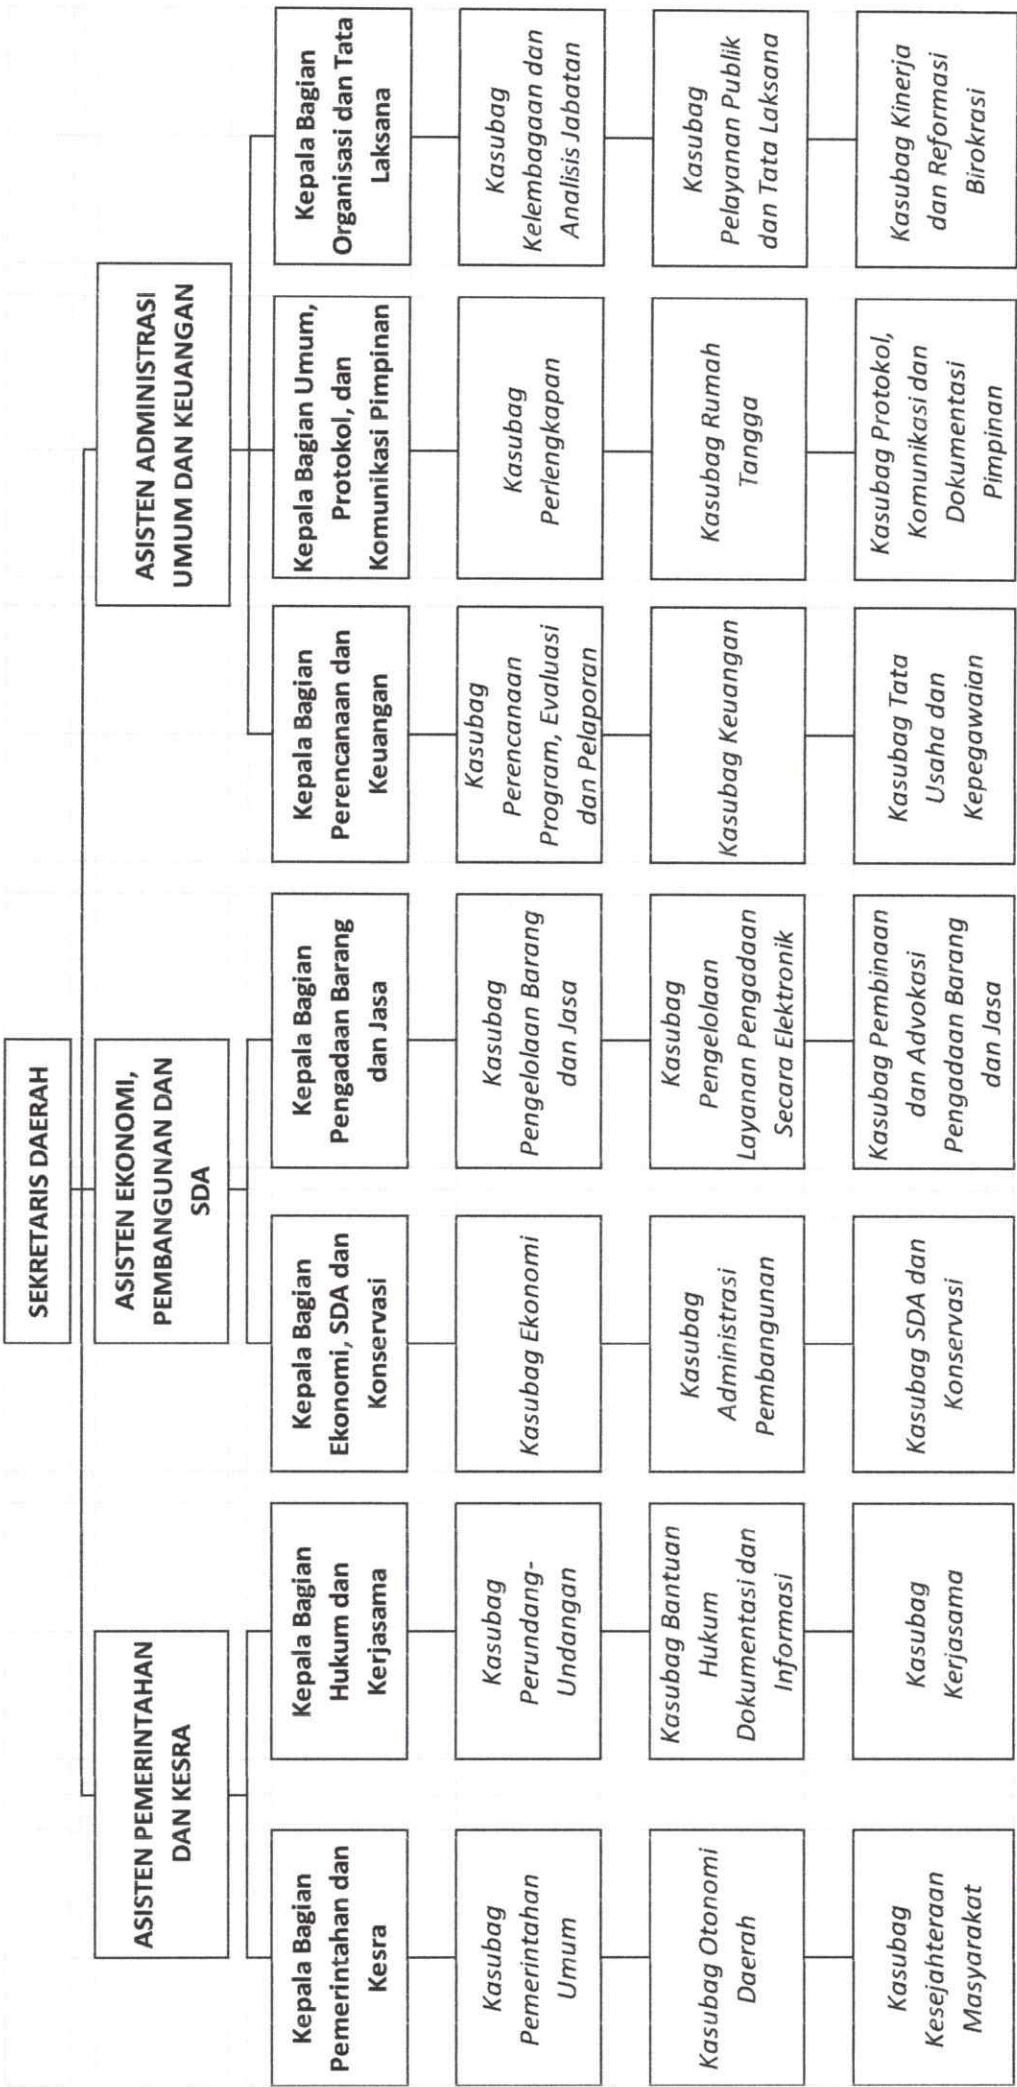 SEKRETARIS DAERAH
ASISTEN PEMERINTAHAN
DAN KESRA
ASISTEN EKONOMI,
PEMBANGUNAN DAN
SDA
ASISTEN ADMINISTRASI
UMUM DAN KEUANGAN
Kepala Bagian
Pemerintahan dan
Kesra
Kepala Bagian
Hukum dan
Kerjasama
Kepala Bagian
Ekonomi, SDA dan
Konservasi
Kepala Bagian
Pengadaan Barang
dan Jasa
Kepala Bagian
Perencanaan dan
Keuangan
Kepala Bagian Umum,
Protokol, dan
Komunikasi Pimpinan
Kepala Bagian
Organisasi dan Tata
Laksana
Kasubag
Pemerintahan
Umum
Kasubag
Perundang-
Undangan
Kasubag Ekonomi
Kasubag
Pengelolaan Barang
dan Jasa
Kasubag
Perencanaan
Program, Evaluasi
dan Pelaporan
Kasubag
Perlengkapan
Kasubag
Kelembagaan dan
Analisis Jabatan
Kasubag Otonomi
Daerah
Kasubag Bantuan
Hukum
Dokumentasi dan
Informasi
Kasubag
Administrasi
Pembangunan
Kasubag
Pengelolaan
Layanan Pengadaan
Secara Elektronik
Kasubag Keuangan
Kasubag Rumah
Tangga
Kasubag
Pelayanan Publik
dan Tata Laksana
Kasubag
Kesejahteraan
Masyarakat
Kasubag
Kerjasana
Kasubag SDA dan
Konservasi
Kasubag Pembinaan
dan Advokasi
Pengadaan Barang
dan Jasa
Kasubag Tata
Usaha dan
Kepegawaian
Kasubag Protokol,
Komunikasi dan
Dokumentasi
Pimpinan
Kasubag Kinerja
dan Reformasi
Birokrasi